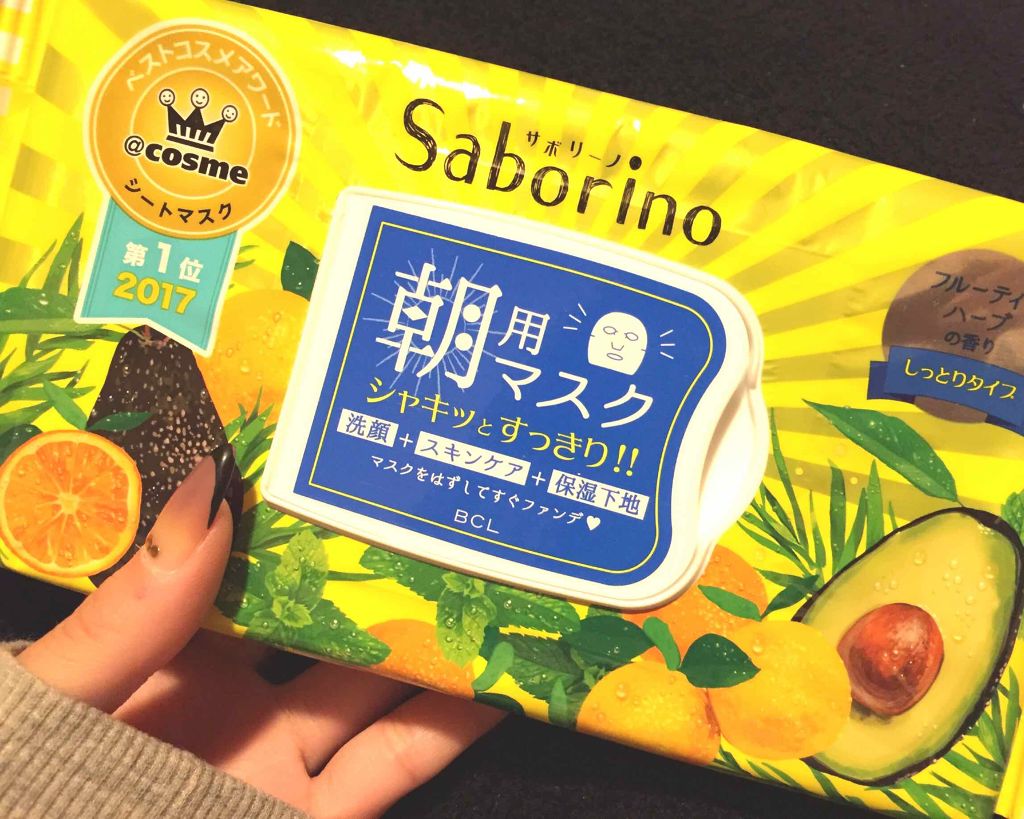 ベストコスメアワード
@cosme
シートマスク
第1位
2017
サボリーノ
Saborino
朝用マスク
シャキッとすっきり!!
洗顔+スキンケア+保湿下地
マスクをはずしてすぐファンデ♥
BCL
フルーティ
ハーブ
の香り
しっとりタイプ